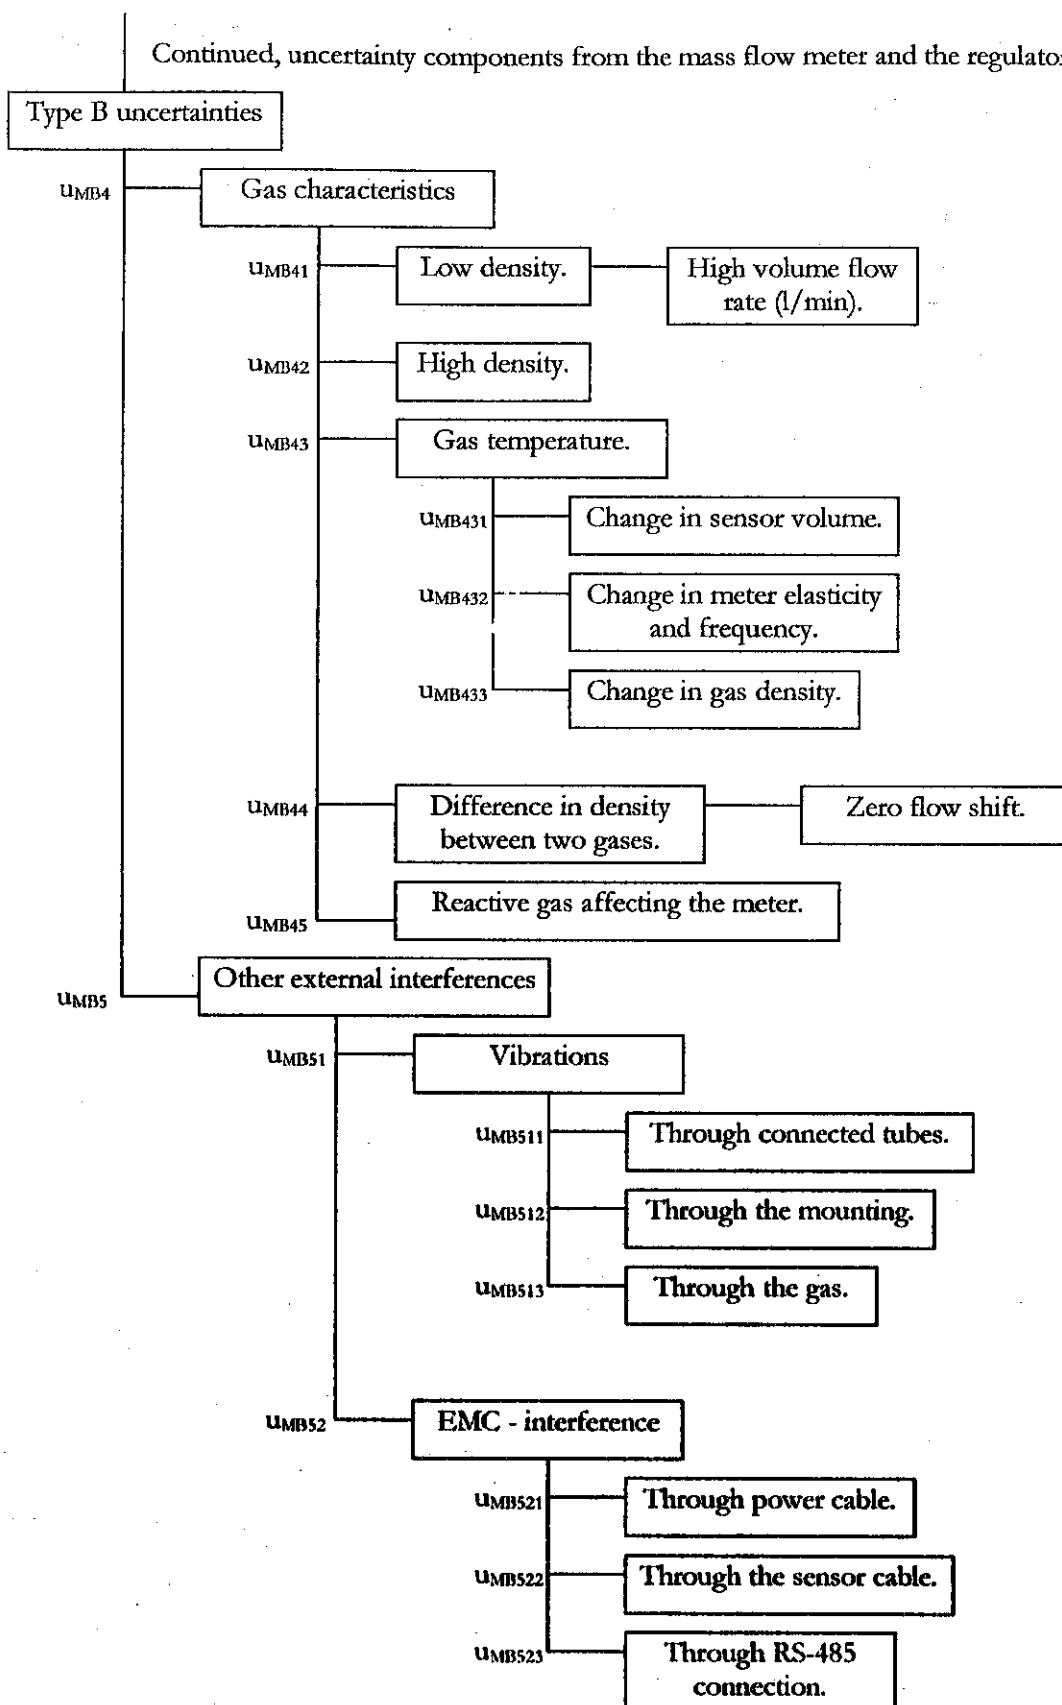 Continued, uncertainty components from the mass flow meter and the regulato
Type B uncertainties
uMB4
Gas characteristics
uMB41
Low density.
High volume flow
rate (l/min).
uMB42
High density.
uMB43
Gas temperature.
uMB431
Change in sensor volume.
uMB432
Change in meter elasticity
and frequency.
uMB433
Change in gas density.
uMB44
Difference in density
between two gases.
Zero flow shift.
uMB45
Reactive gas affecting the meter.
uMB5
Other external interferences
uMB51
Vibrations
uMB511
Through connected tubes.
uMB512
Through the mounting.
uMB513
Through the gas.
uMB52
EMC - interference
uMB521
Through power cable.
uMB522
Through the sensor cable.
uMB523
Through RS-485
connection.